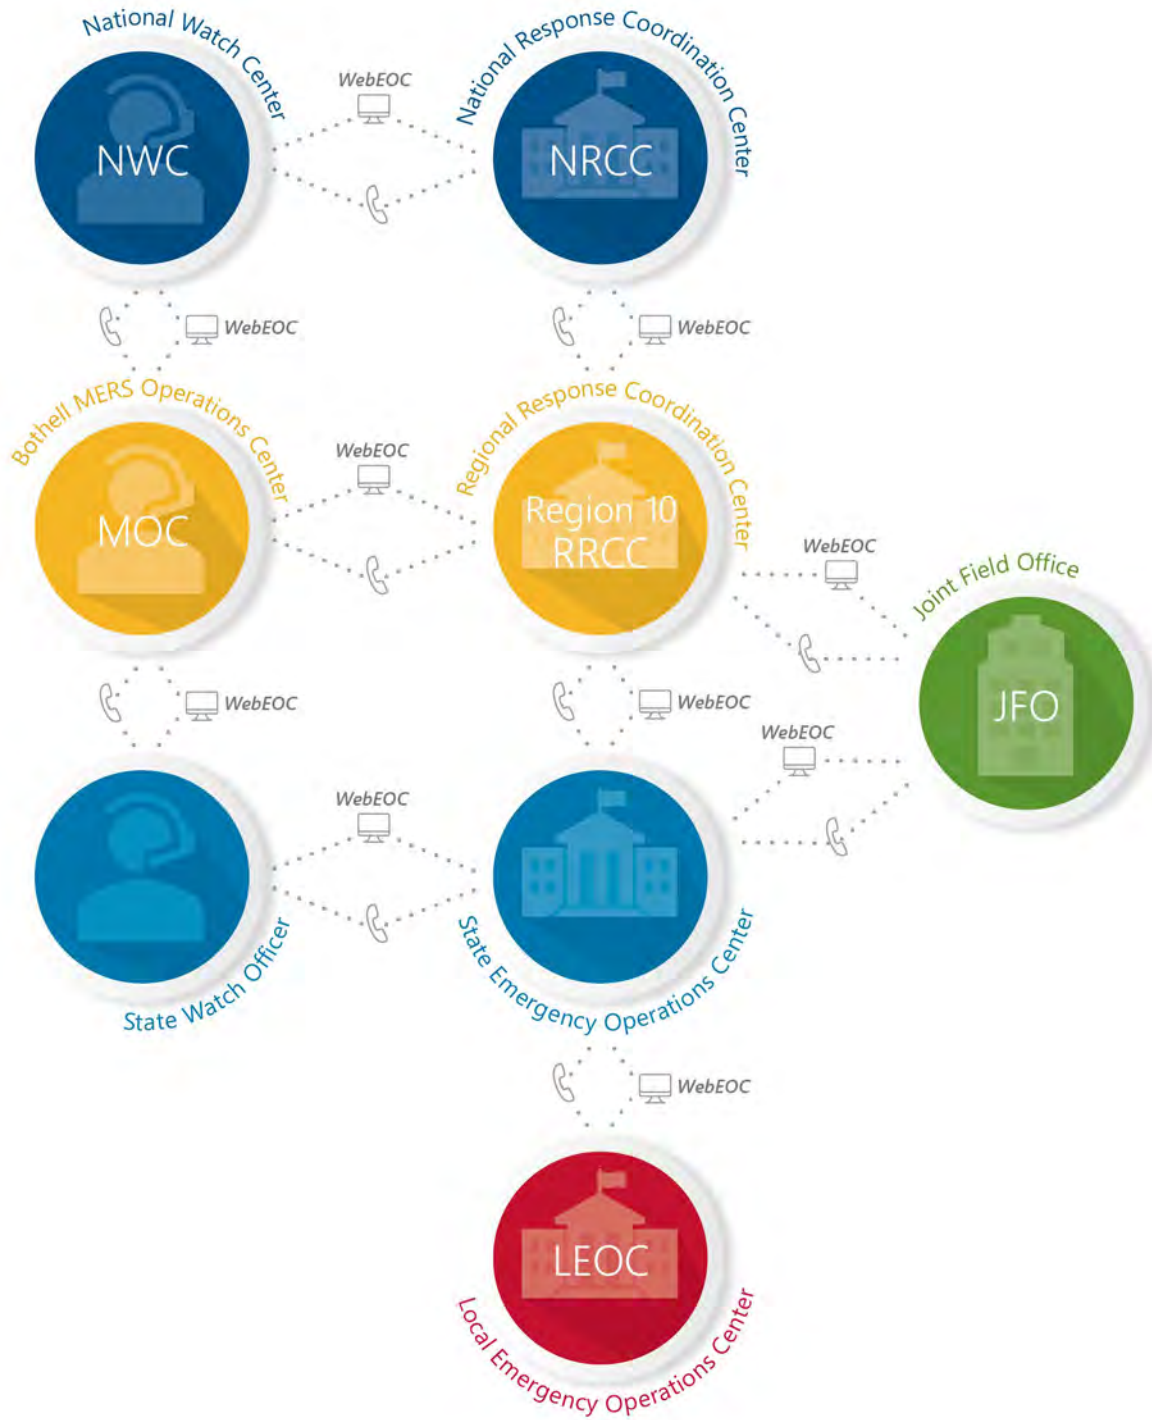 National Watch Center
National Response Coordination Center
WebEOC
NWC
NRCC
WebEOC
WebEOC
Bothell MERS Operations Center
Regional Response Coordination Center
WebEOC
MOC
Region 10
RRCC
WebEOC
Joint Field Office
JFO
WebEOC
WebEOC
WebEOC
WebEOC
State Watch Officer
State Emergency Operations Center
WebEOC
LEOC
Local Emergency Operations Center